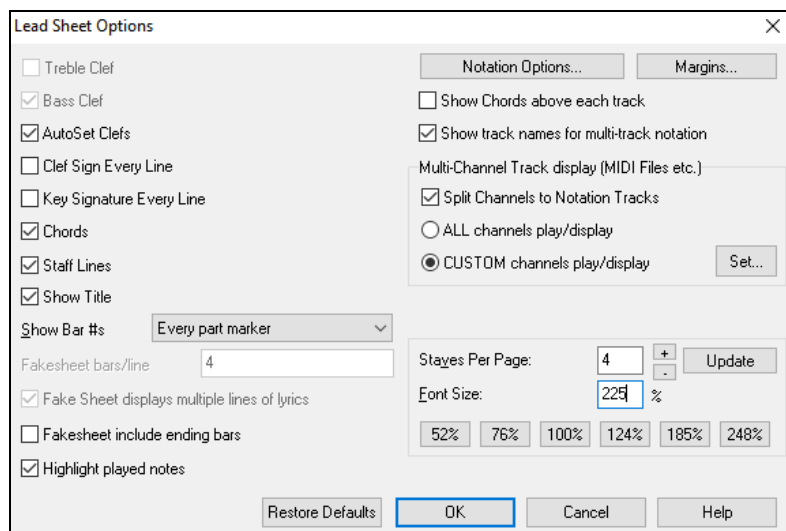 Lead Sheet Options
Treble Clef
Bass Clef
AutoSet Clefs
Clef Sign Every Line
Key Signature Every Line
Chords
Staff Lines
Show Title
Show Bar #s Every part marker
Fakesheet bars/line 4
Fake Sheet displays multiple lines of lyrics
Fakesheet include ending bars
Highlight played notes
Notation Options... Margins...
Show Chords above each track
Show track names for multi-track notation
Multi-Channel Track display (MIDI Files etc.)
Split Channels to Notation Tracks
ALL channels play/display
CUSTOM channels play/display Set...
Staves Per Page: 4 + - Update
Font Size: 225 %
52% 76% 100% 124% 185% 248%
Restore Defaults OK Cancel Help